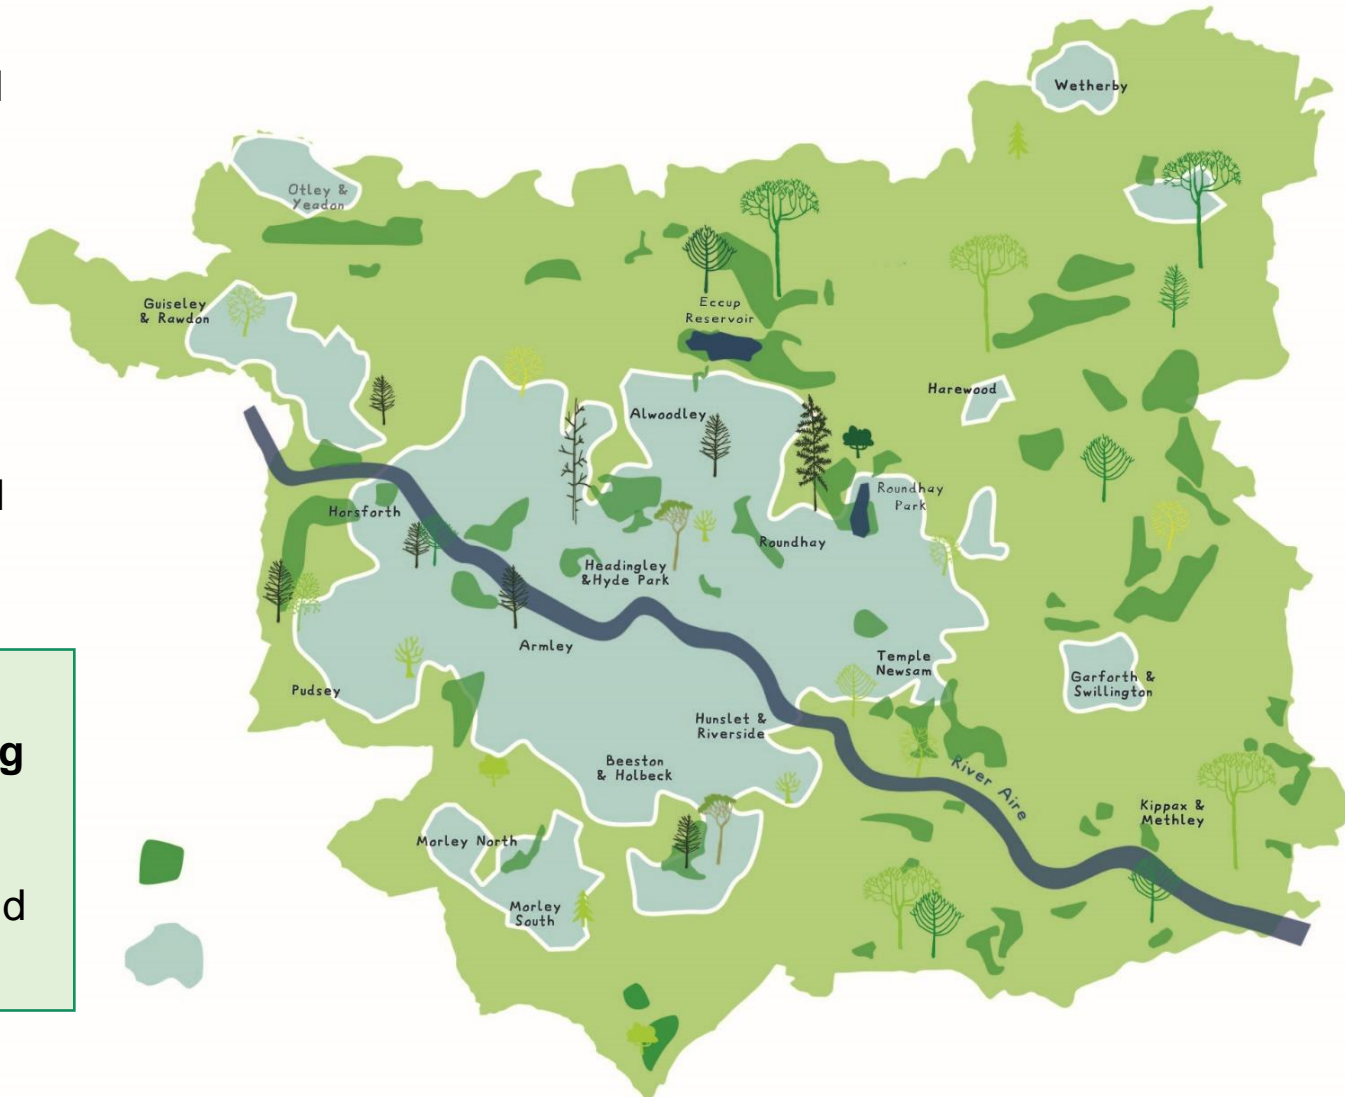 Wetherby
Otley &
Yeadon
Guiseley
& Rawdon
Eccup
Reservoir
Harewood
Alwoodley
Roundhay
Park
Horsforth
Roundhay
Headingley
&Hyde Park
Armley
Temple
Newsam
Garforth &
Swillington
Pudsey
Hunslet &
Riverside
Beeston
& Holbeck
River Aire
Kippax &
Methley
Morley North
Morley
South
g
d